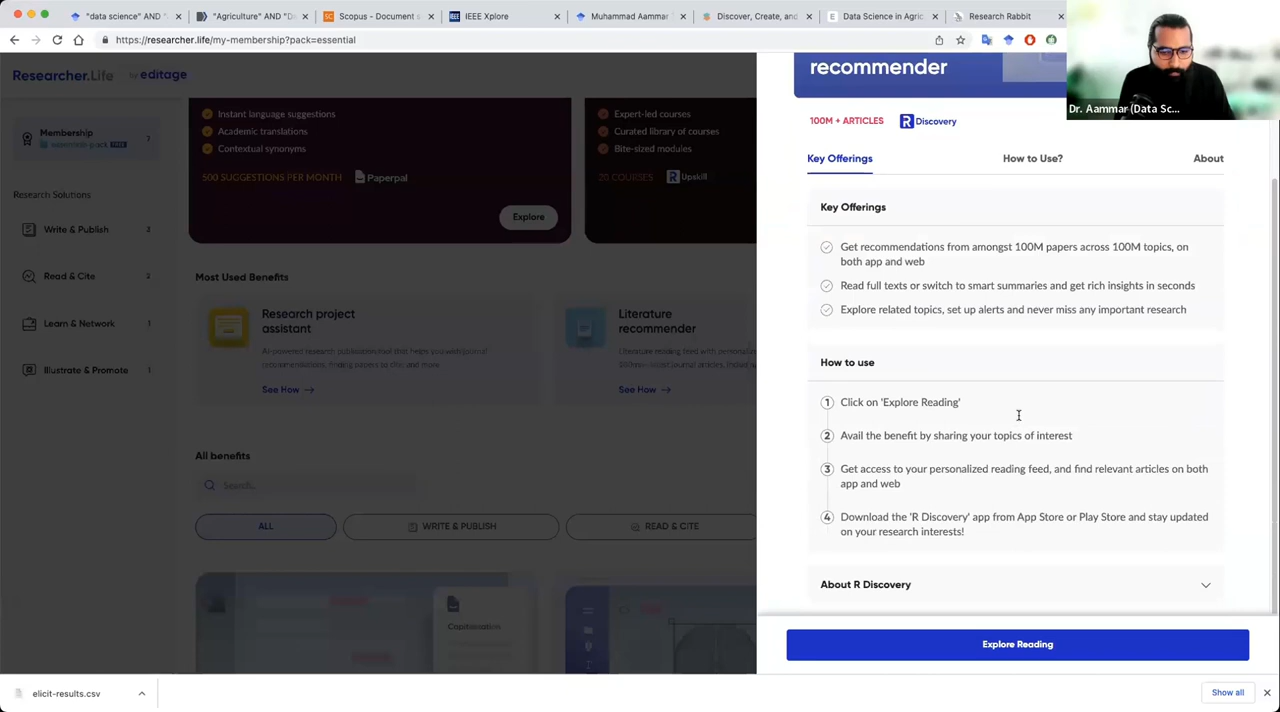 "data science" AND "
"Agriculture" AND "D
Scopus - Document s
IEEE Xplore
Muhammad Aammar
Discover, Create, and
Data Science in Agric
Research Rabbit
https://researcher.life/my-membership?pack=essential
Dr. Aammar (Data Sc...
Researcher.Life
by editage
Membership
7
FREE
Research Solutions
Write & Publish
2
Read & Cite
2
Learn & Network
1
Illustrate & Promote
1
Instant language suggestions
Academic translations
Contextual synonyms
500 SUGGESTIONS PER MONTH
Paperpal
Explore
Expert-led courses
Curated library of courses
Bite-sized modules
20 COURSES
R Upskill
Most Used Benefits
Research project
assistant
See How →
Literature
recommender
See How →
All benefits
Search...
ALL
WRITE & PUBLISH
READ & CITE
recommender
100M + ARTICLES
R Discovery
Key Offerings
How to Use?
About
Key Offerings
Get recommendations from amongst 100M papers across 100M topics, on
both app and web
Read full texts or switch to smart summaries and get rich insights in seconds
Explore related topics, set up alerts and never miss any important research
How to use
1 Click on 'Explore Reading'
2 Avail the benefit by sharing your topics of interest
3 Get access to your personalized reading feed, and find relevant articles on both
app and web
4 Download the 'R Discovery' app from App Store or Play Store and stay updated
on your research interests!
About R Discovery
Explore Reading
elicit-results.csv
Show all